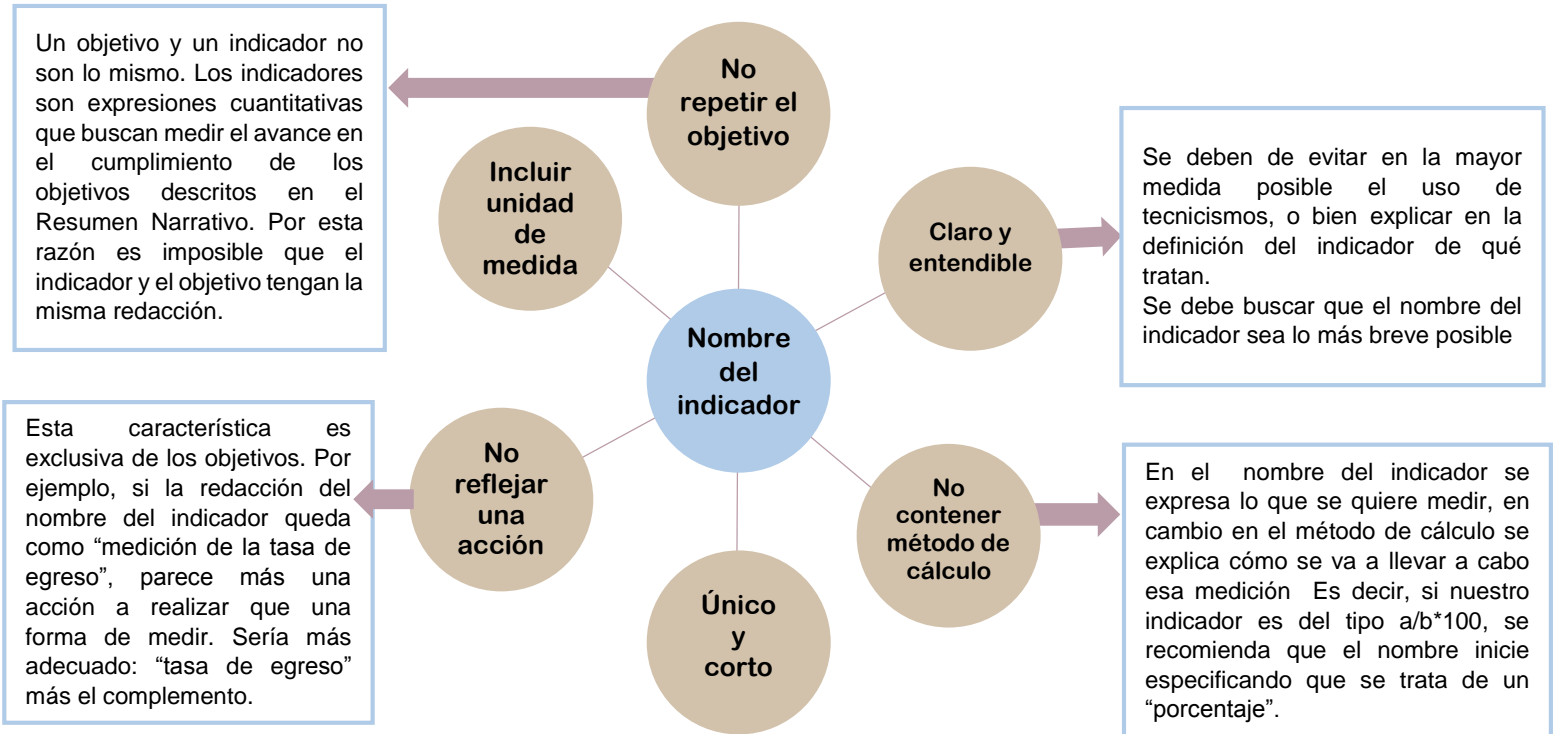 Un objetivo y un indicador no
son lo mismo. Los indicadores
son expresiones cuantitativas
que buscan medir el avance en
el cumplimiento de los
objetivos descritos en el
Resumen Narrativo. Por esta
razón es imposible que el
indicador y el objetivo tengan la
misma redacción.
No
repetir el
objetivo
Incluir
unidad
de
medida
Claro y
entendible
Se deben de evitar en la mayor
medida posible el uso de
tecnicismos, o bien explicar en la
definición del indicador de qué
tratan.
Se debe buscar que el nombre del
indicador sea lo más breve posible
Nombre
del
indicador
Esta característica es
exclusiva de los objetivos. Por
ejemplo, si la redacción del
nombre del indicador queda
como “medición de la tasa de
egreso”, parece más una
acción a realizar que una
forma de medir. Sería más
adecuado: “tasa de egreso”
más el complemento.
No
reflejar
una
acción
Único
y
corto
No
contener
método de
cálculo
En el nombre del indicador se
expresa lo que se quiere medir, en
cambio en el método de cálculo se
explica cómo se va a llevar a cabo
esa medición Es decir, si nuestro
indicador es del tipo a/b*100, se
recomienda que el nombre inicie
especificando que se trata de un
“porcentaje”.